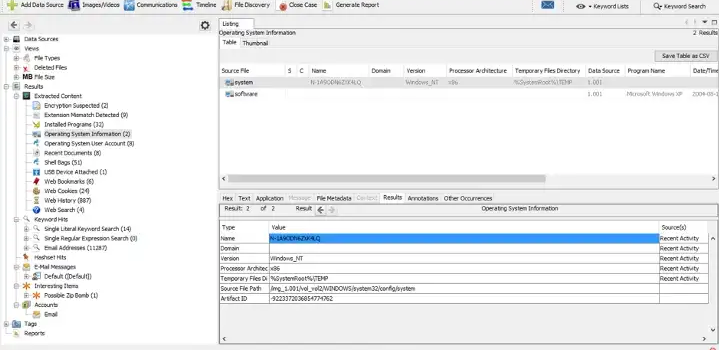 Add Data Source Images/Videos Communications Timeline File Discovery Close Case Generate Report Keyword Lists Keyword Search
Data Sources
Views
File Types
Deleted Files
MB File Size
Results
Extracted Content
Encryption Suspected (2)
Extension Mismatch Detected (9)
Installed Programs (32)
Operating System Information (2)
Operating System User Account (8)
Recent Documents (8)
Shell Bags (51)
USB Device Attached (1)
Web Bookmarks (6)
Web Cookies (24)
Web History (887)
Web Search (4)
Keyword Hits
Single Literal Keyword Search (14)
Single Regular Expression Search (0)
Email Addresses (11287)
Hashset Hits
E-Mail Messages
Default ([Default])
Interesting Items
Possible Zip Bomb (1)
Accounts
Email
Tags
Reports
Listing
Operating System Information 2 Results
Table Thumbnail
Save Table as CSV
Source File S C Name Domain Version Processor Architecture Temporary Files Directory Data Source Program Name Date/Time
system N-1A9ODN6ZXK4LQ Windows_NT x86 %SystemRoot%\TEMP 1.001
software 1.001 Microsoft Windows XP 2004-08-1
Hex Text Application Message File Metadata Context Results Annotations Other Occurrences
Result: 2 of 2 Result Operating System Information
Type Value Source(s)
Name N-1A9ODN6ZXK4LQ Recent Activity
Domain Recent Activity
Version Windows_NT Recent Activity
Processor Architec x86 Recent Activity
Temporary Files Di %SystemRoot%\TEMP Recent Activity
Source File Path /img_1.001/vol_vol2/WINDOWS/system32/config/system
Artifact ID -9223372036854774762